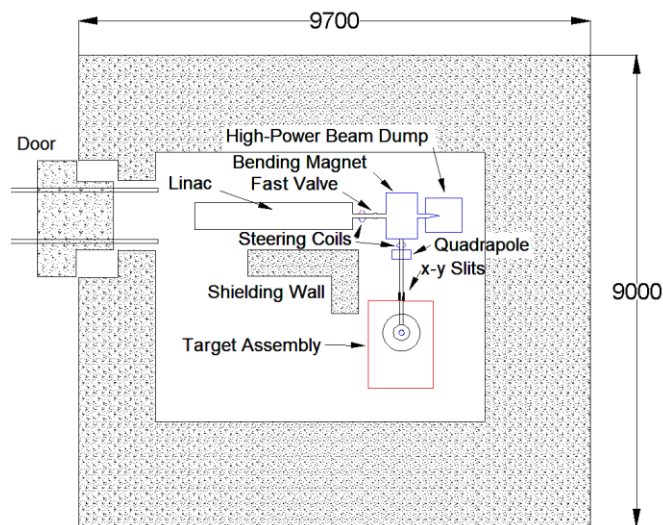 9700
Door
High-Power Beam Dump
Bending Magnet
Linac
Fast Valve
Steering Coils
Quadrapole
x-y Slits
Shielding Wall
9000
Target Assembly